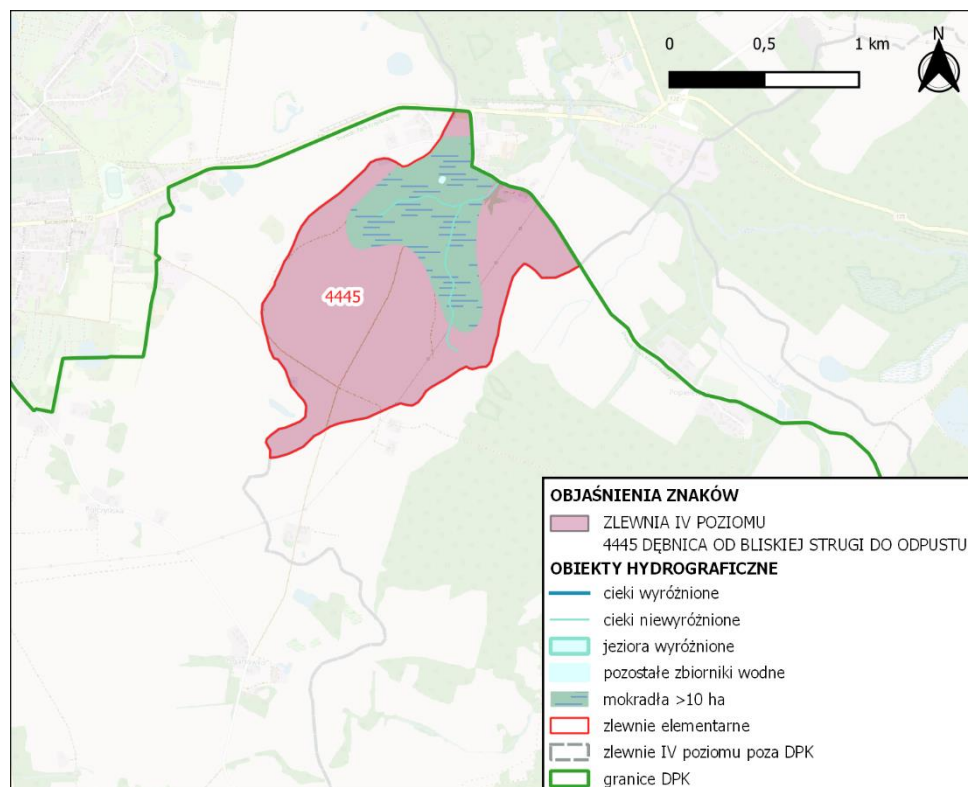 0 0,5 1 km
N
4445
OBJAŚNIENIA ZNAKÓW
ZLEWNIA IV POZIOMU
4445 DĘBNICA OD BLISKIEJ STRUGI DO ODPUSTU
OBIEKTY HYDROGRAFICZNE
cieki wyróżnione
cieki niewyróżnione
jeziora wyróżnione
pozostałe zbiorniki wodne
mokradła >10 ha
zlewnie elementarne
zlewnie IV poziomu poza DPK
granice DPK